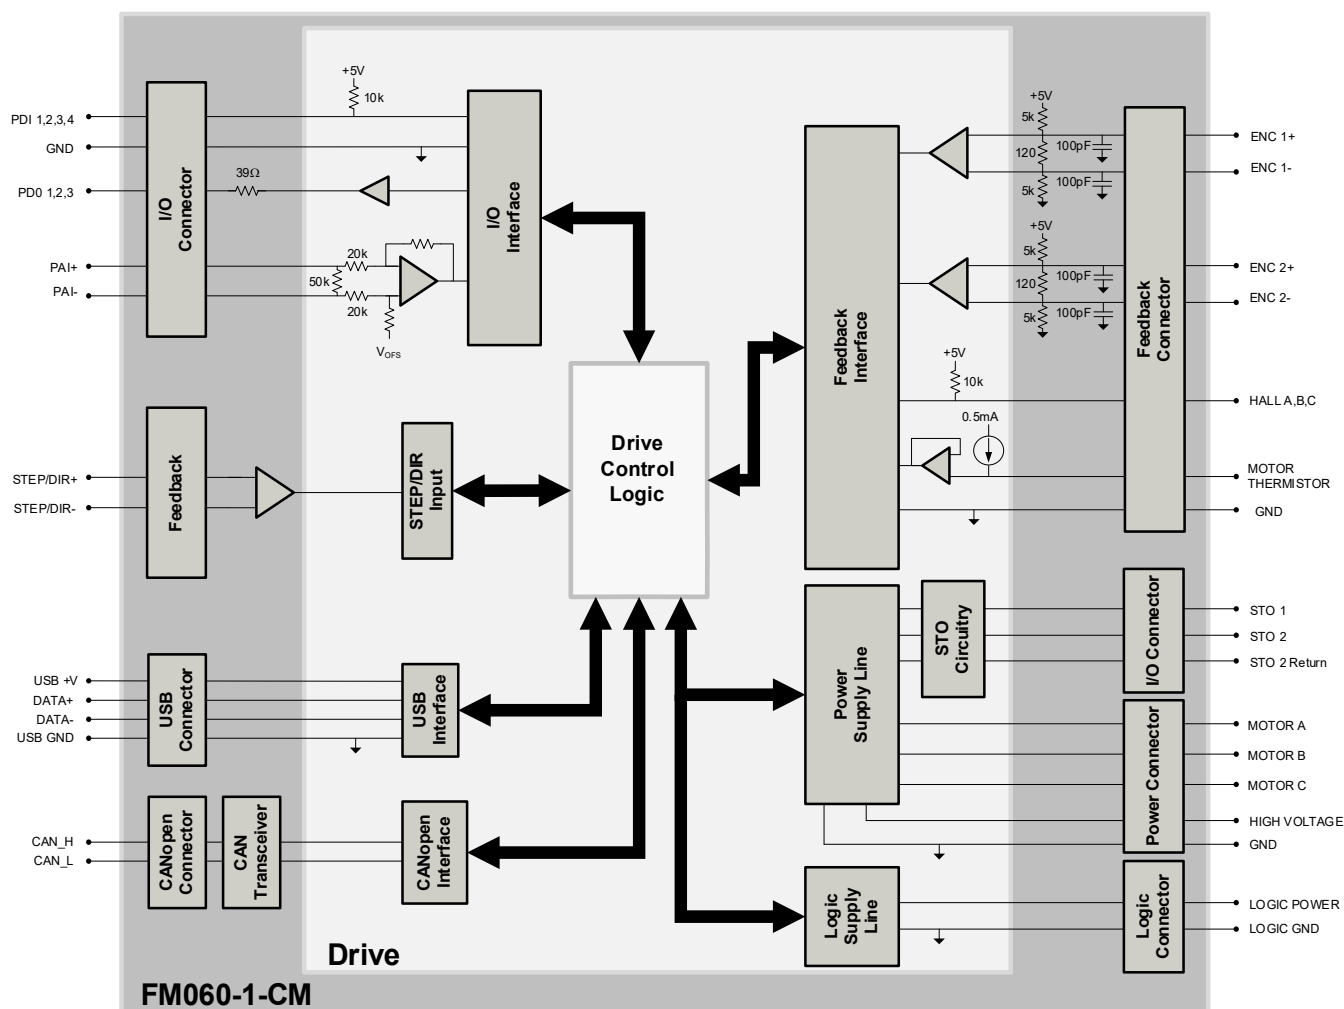 +5V
10k
PDI 1,2,3,4
GND
PD0 1,2,3
39Ω
I/O
Connector
I/O
Interface
PAI+
PAI-
20k
50k
20k
VOFS
STEP/DIR+
STEP/DIR-
Feedback
STEP/DIR
Input
Drive
Control
Logic
USB +V
DATA+
DATA-
USB GND
USB
Connector
USB
Interface
CAN_H
CAN_L
CANopen
Connector
CAN
Transceiver
CANopen
Interface
Feedback
Interface
+5V
5k
120
5k
100pF
100pF
ENC 1+
ENC 1-
+5V
5k
120
5k
100pF
100pF
ENC 2+
ENC 2-
Feedback
Connector
+5V
10k
HALL A,B,C
0.5mA
MOTOR
THERMISTOR
GND
Power
Supply Line
STO
Circuitry
I/O Connector
STO 1
STO 2
STO 2 Return
Power Connector
MOTOR A
MOTOR B
MOTOR C
HIGH VOLTAGE
GND
Logic
Supply
Line
Logic
Connector
LOGIC POWER
LOGIC GND
Drive
FM060-1-CM